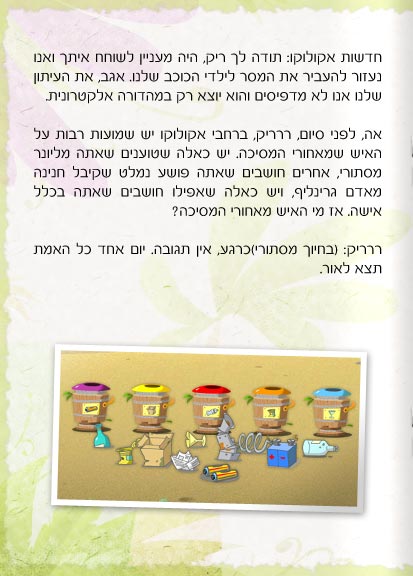 חדשות אקולוקו: תודה לך ריק, היה מעניין לשוחח איתך ואנו
נעזור להעביר את המסר לילדי הכוכב שלנו. אגב, את העיתון
שלנו אנו לא מדפיסים והוא יוצא רק במהדורה אלקטרונית.
אה, לפני סיום, רררייק, ברחבי אקולוקו יש שמועות רבות על
האיש שמאחורי המסיכה. יש כאלה שטוענים שאתה מליונר
מסתורי, אחרים חושבים שאתה פושע נמלט שקיבל חנינה
מאדם גרינליף, ויש כאלה שאפילו חושבים שאתה בכלל
אישה. אז מי האיש מאחורי המסיכה?
ררריק: (בחיוך מסתורי)כרגע, אין תגובה. יום אחד כל האמת
תצא לאור.